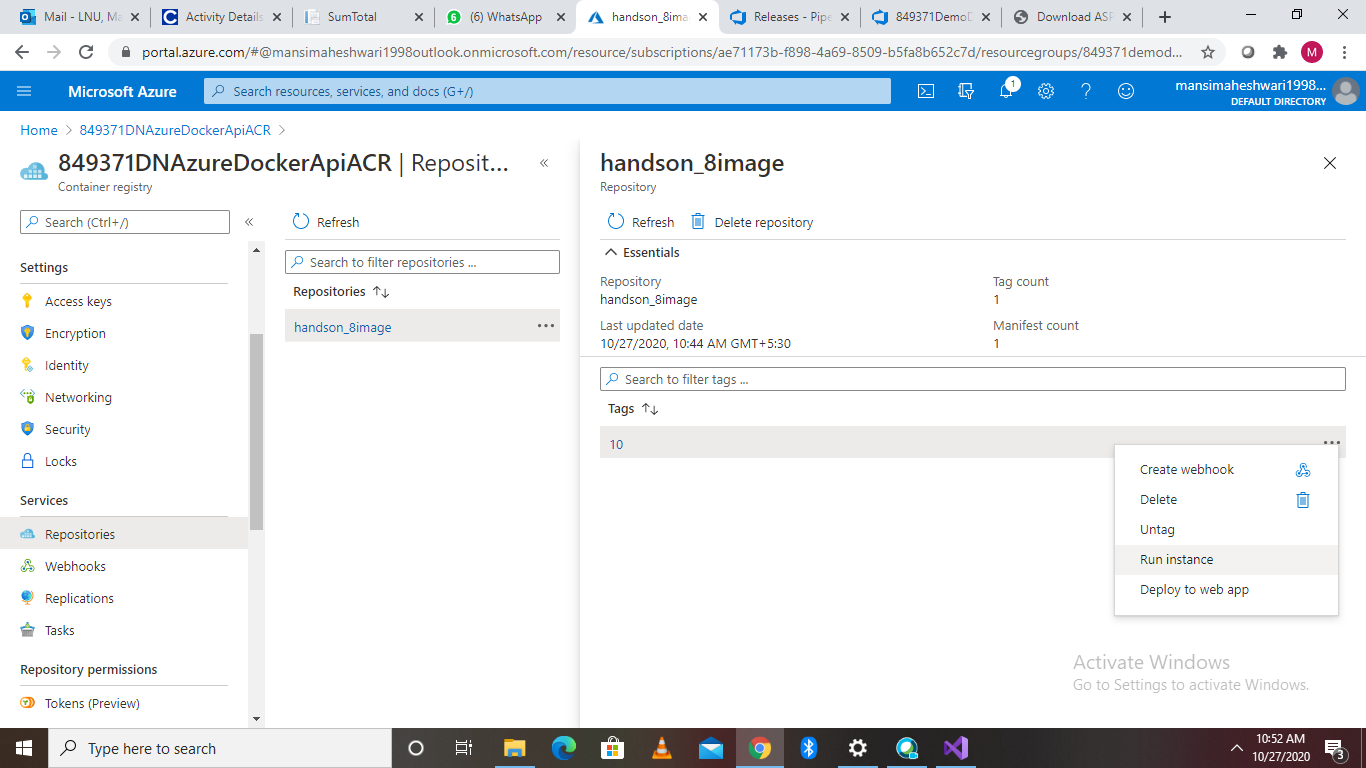 Mail - LNU, Ma
Activity Details
SumTotal
(6) WhatsApp
handson_8ima
Releases - Pipe
849371DemoD
Download ASP
portal.azure.com/#@mansimaheshwari1998outlook.onmicrosoft.com/resource/subscriptions/ae71173b-f898-4a69-8509-b5fa8b652c7d/resourcegroups/849371demod...
M
Microsoft Azure
Search resources, services, and docs (G+/)
1
mansimaheshwari1998...
DEFAULT DIRECTORY
Home > 849371DNAzureDockerApiACR >
849371DNAzureDockerApiACR | Reposit...
Container registry
Search (Ctrl+/)
Settings
Access keys
Encryption
Identity
Networking
Security
Locks
Services
Repositories
Webhooks
Replications
Tasks
Repository permissions
Tokens (Preview)
Refresh
Search to filter repositories ...
Repositories
handson_8image
handson_8image
Repository
Refresh
Delete repository
Essentials
Repository
handson_8image
Tag count
1
Last updated date
10/27/2020, 10:44 AM GMT+5:30
Manifest count
1
Search to filter tags ...
Tags
10
Create webhook
Delete
Untag
Run instance
Deploy to web app
Activate Windows
Go to Settings to activate Windows.
Type here to search
10:52 AM
10/27/2020
3